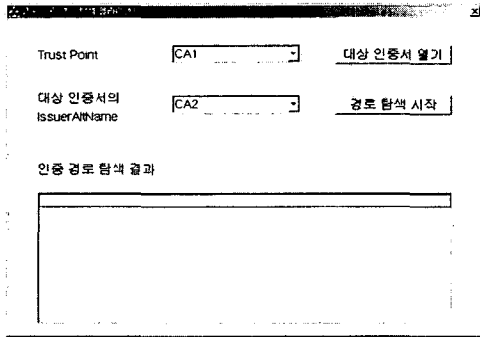 Trust Point
CA1
대상 인증서 열기
대상 인증서의
IssuerAltName
CA2
경로 탐색 시작
인증 경로 탐색 결과